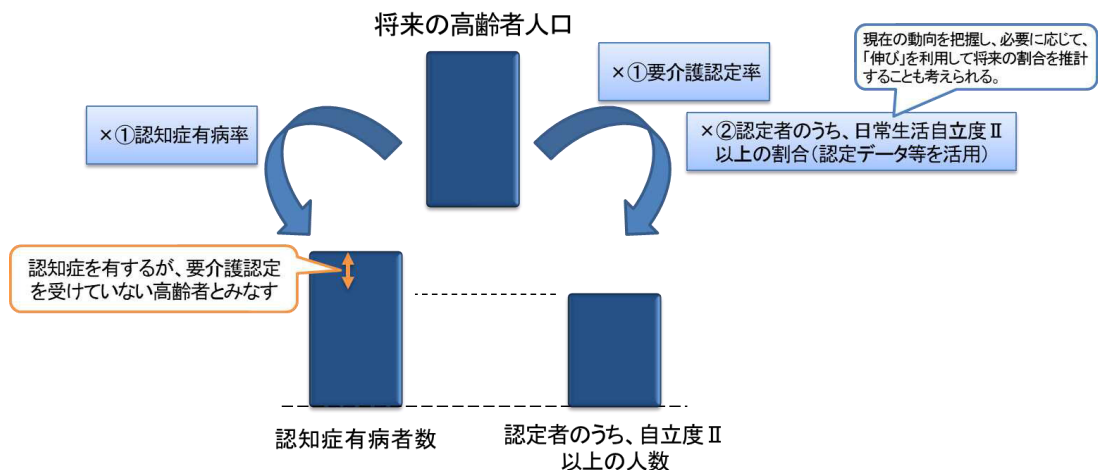 将来の高齢者人口
現在の動向を把握し、必要に応じて、
「伸び」を利用して将来の割合を推計
することも考えられる。
×①要介護認定率
×①認知症有病率
×②認定者のうち、日常生活自立度Ⅱ
以上の割合(認定データ等を活用)
認知症を有するが、要介護認定
を受けていない高齢者とみなす
認知症有病者数
認定者のうち、自立度Ⅱ
以上の人数